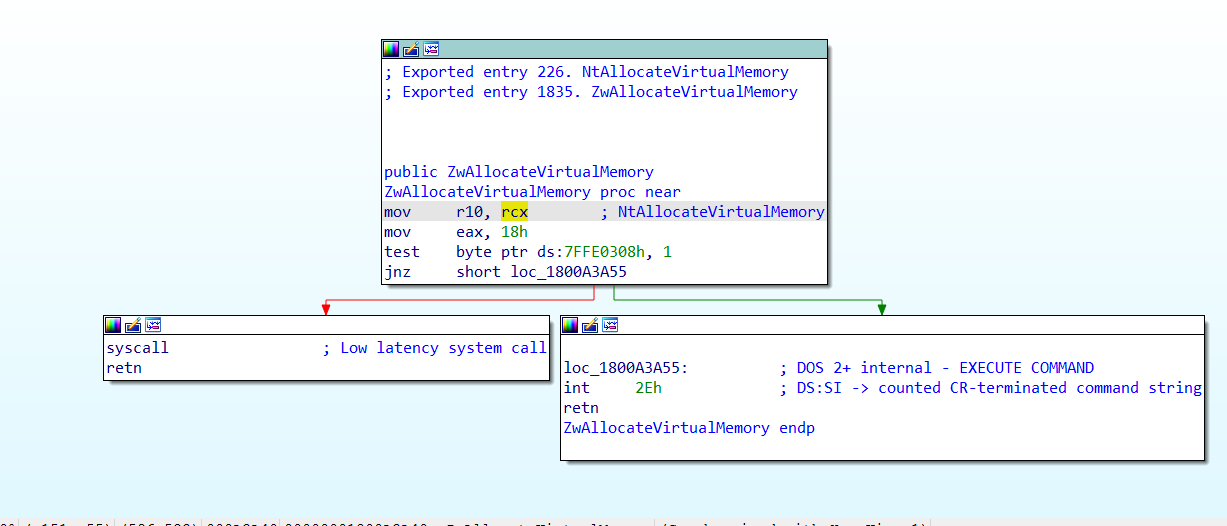 ; Exported entry 226. NtAllocateVirtualMemory
; Exported entry 1835. ZwAllocateVirtualMemory
public ZwAllocateVirtualMemory
ZwAllocateVirtualMemory proc near
mov r10, rcx ; NtAllocateVirtualMemory
mov eax, 18h
test byte ptr ds:7FFE0308h, 1
jnz short loc_1800A3A55
syscall ; Low latency system call
retn
loc_1800A3A55: ; DOS 2+ internal - EXECUTE COMMAND
int 2Eh ; DS:SI -> counted CR-terminated command string
retn
ZwAllocateVirtualMemory endp